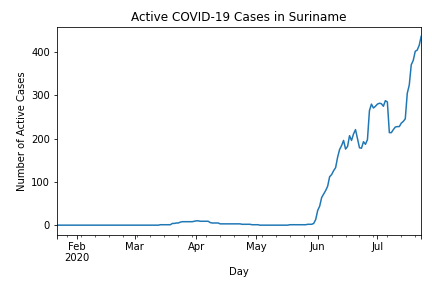 Active COVID-19 Cases in Suriname
Number of Active Cases
400
300
200
100
0
Feb Mar Apr May Jun Jul
2020
Day